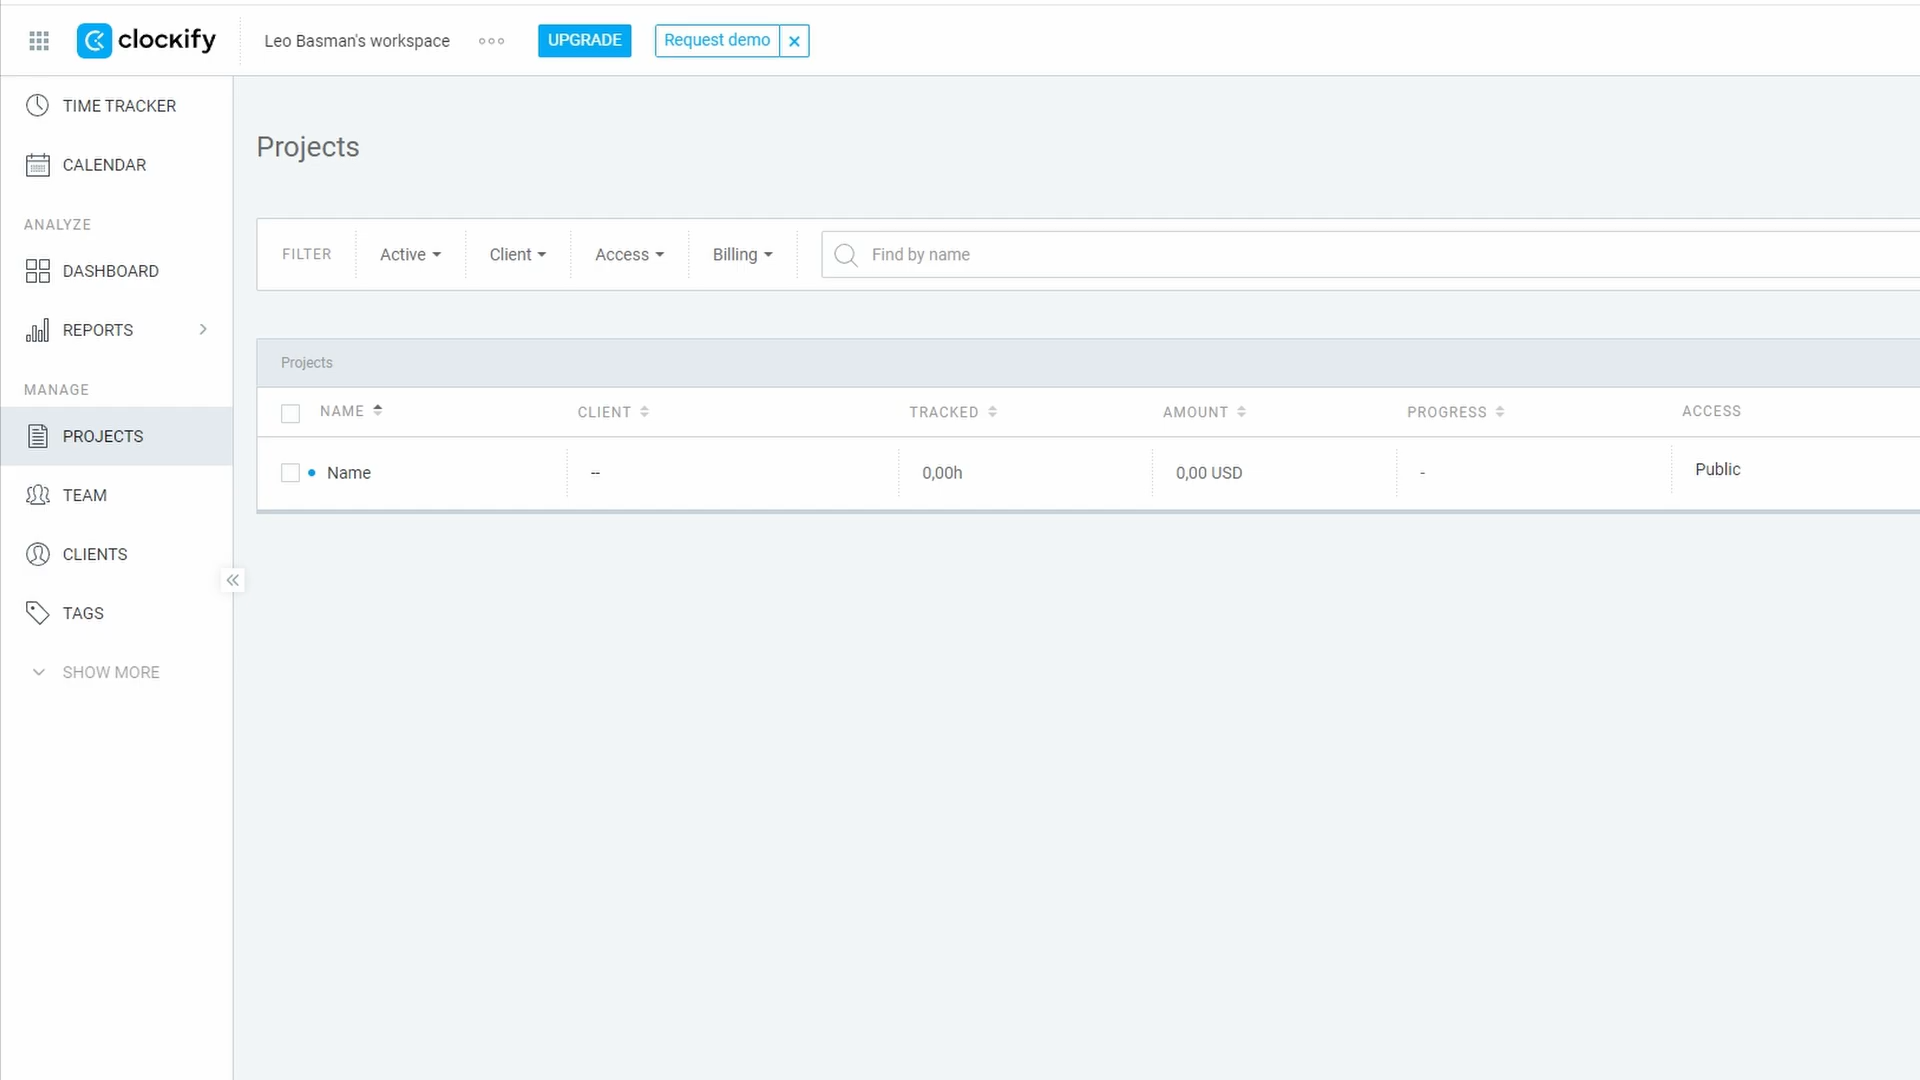 clockify
Leo Basman's workspace
UPGRADE
Request demo
TIME TRACKER
CALENDAR
ANALYZE
DASHBOARD
REPORTS
MANAGE
PROJECTS
TEAM
CLIENTS
TAGS
SHOW MORE
Projects
FILTER Active Client Access Billing Find by name
Projects
NAME CLIENT TRACKED AMOUNT PROGRESS ACCESS
Name -- 0,00h 0,00 USD - Public